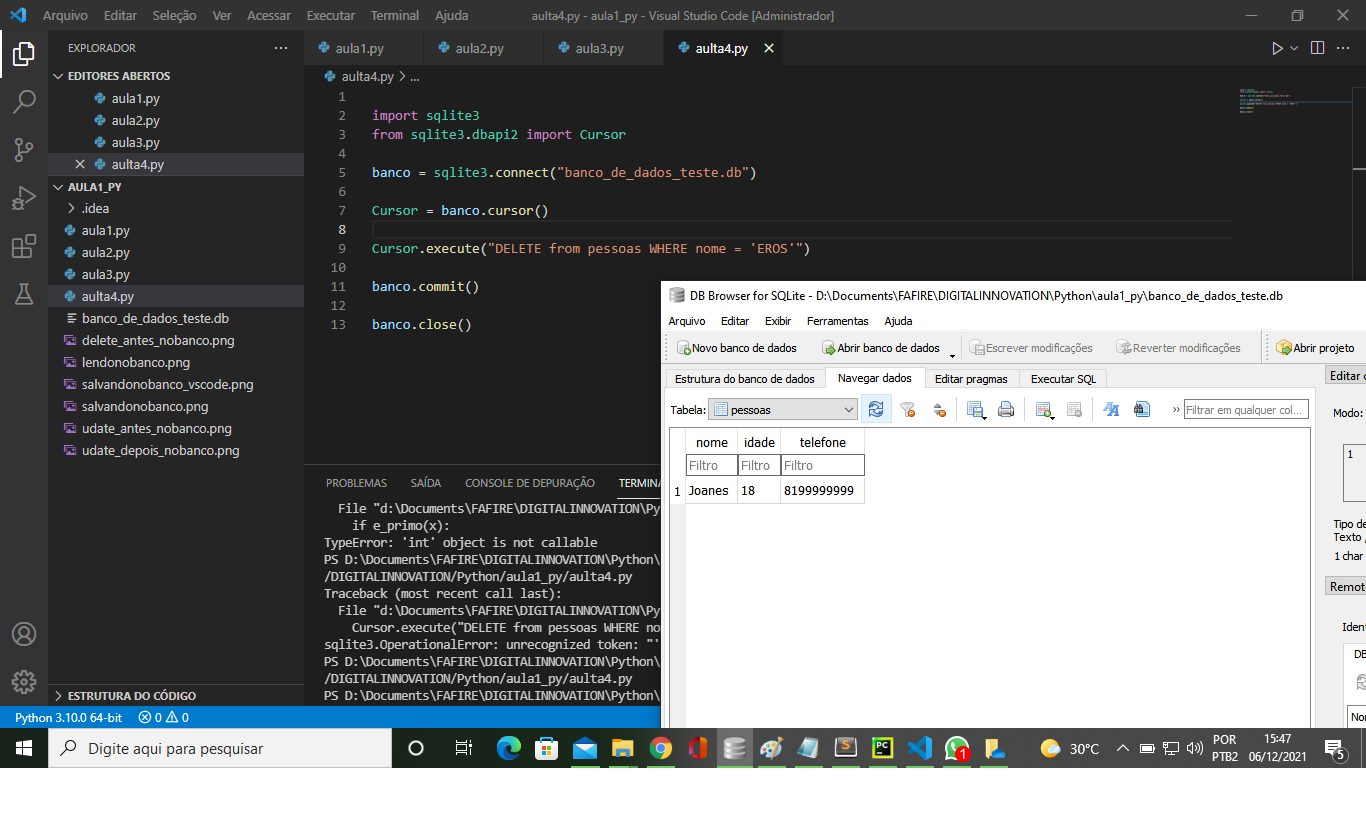 Arquivo Editar Seleção Ver Acessar Executar Terminal Ajuda
aulta4.py - aula1_py - Visual Studio Code [Administrador]
EXPLORADOR
EDITORES ABERTOS
aula1.py
aula2.py
aula3.py
aulta4.py
AULA1_PY
.idea
aula1.py
aula2.py
aula3.py
aulta4.py
banco_de_dados_teste.db
delete_antes_nobanco.png
lendonobanco.png
salvandonobanco_vscode.png
salvandonobanco.png
udate_antes_nobanco.png
udate_depois_nobanco.png
ESTRUTURA DO CÓDIGO
aula1.py aula2.py aula3.py aulta4.py
aulta4.py > ...
1
2 import sqlite3
3 from sqlite3.dbapi2 import Cursor
4
5 banco = sqlite3.connect("banco_de_dados_teste.db")
6
7 Cursor = banco.cursor()
8
9 Cursor.execute("DELETE from pessoas WHERE nome = 'EROS'")
10
11 banco.commit()
12
13 banco.close()
PROBLEMAS SAÍDA CONSOLE DE DEPURAÇÃO TERMINA
File "d:\Documents\FAFIRE\DIGITALINNOVATION\Py
if e_primo(x):
TypeError: 'int' object is not callable
PS D:\Documents\FAFIRE\DIGITALINNOVATION\Python\
/DIGITALINNOVATION/Python/aula1_py/aulta4.py
Traceback (most recent call last):
File "d:\Documents\FAFIRE\DIGITALINNOVATION\Py
Cursor.execute("DELETE from pessoas WHERE no
sqlite3.OperationalError: unrecognized token: "'
PS D:\Documents\FAFIRE\DIGITALINNOVATION\Python\
/DIGITALINNOVATION/Python/aula1_py/aulta4.py
PS D:\Documents\FAFIRE\DIGITALINNOVATION\Python\
Python 3.10.0 64-bit 0 0
DB Browser for SQLite - D:\Documents\FAFIRE\DIGITALINNOVATION\Python\aula1_py\banco_de_dados_teste.db
Arquivo Editar Exibir Ferramentas Ajuda
Novo banco de dados Abrir banco de dados Escrever modificações Reverter modificações Abrir projeto
Estrutura do banco de dados Navegar dados Editar pragmas Executar SQL
Tabela: pessoas » Filtrar em qualquer col...
nome idade telefone
Filtro Filtro Filtro
1 Joanes 18 8199999999
Editar c
Modo:
1
Tipo de
Texto /
1 char
Remot
Iden
DB
Nor
Digite aqui para pesquisar
1
30°C
POR
PTB2
15:47
06/12/2021
5